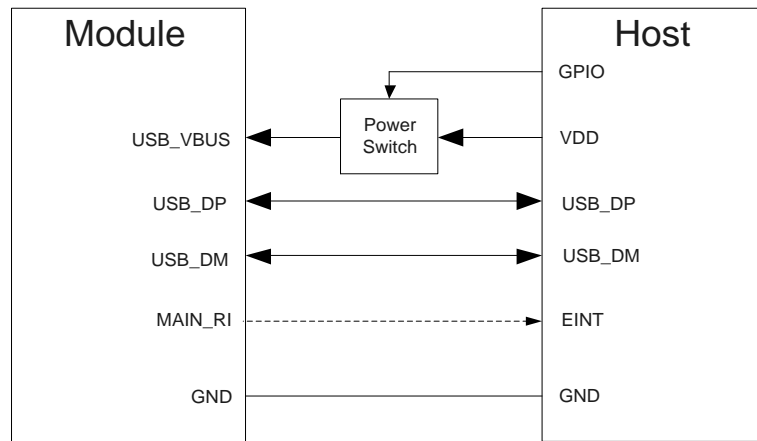 Module
Host
GPIO
Power
Switch
USB_VBUS
VDD
USB_DP
USB_DP
USB_DM
USB_DM
MAIN_RI
EINT
GND
GND